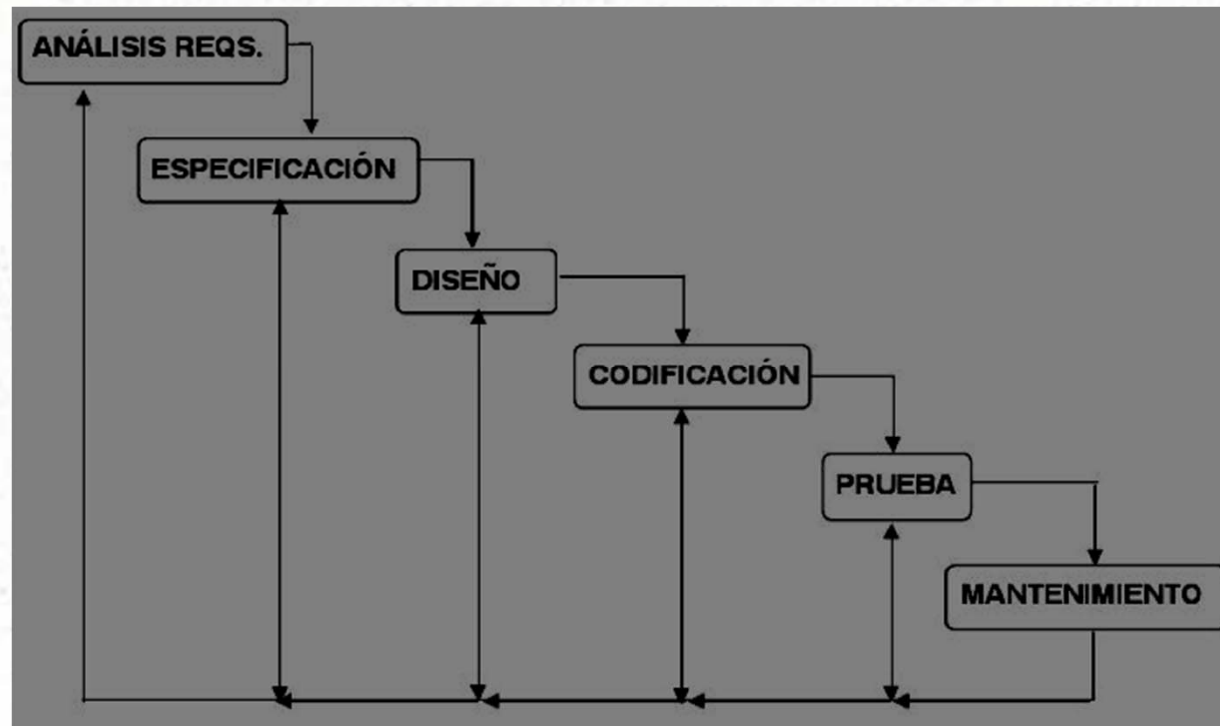 ANÁLISIS REQS.
ESPECIFICACIÓN
DISEÑO
CODIFICACIÓN
PRUEBA
MANTENIMIENTO